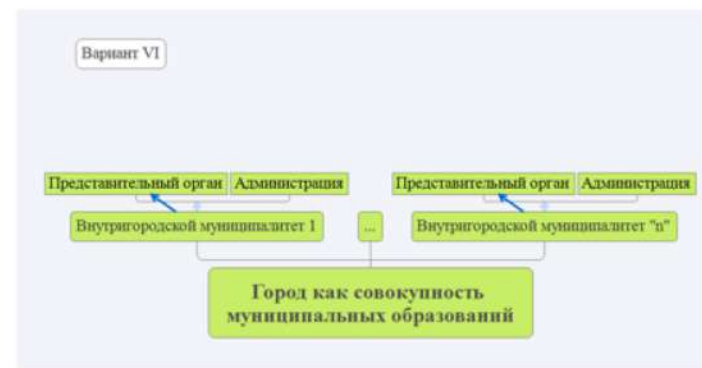 Вариант VI
Представительный орган Администрация Представительный орган Администрация
Внутригородской муниципалитет 1 ... Внутригородской муниципалитет "n"
Город как совокупность
муниципальных образований